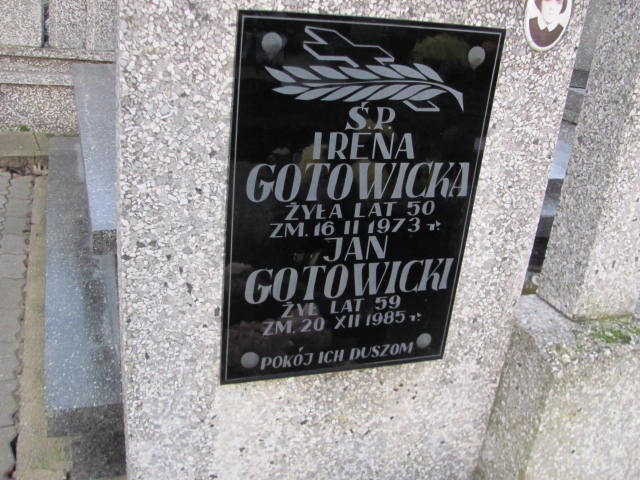 Ś.P.
IRENA
GOTOWICKA
ŻYŁA LAT 50
ZM. 16 II 1973 r.
JAN
GOTOWICKI
ŻYŁ LAT 59
ZM. 20 XII 1985 r.
POKÓJ ICH DUSZOM